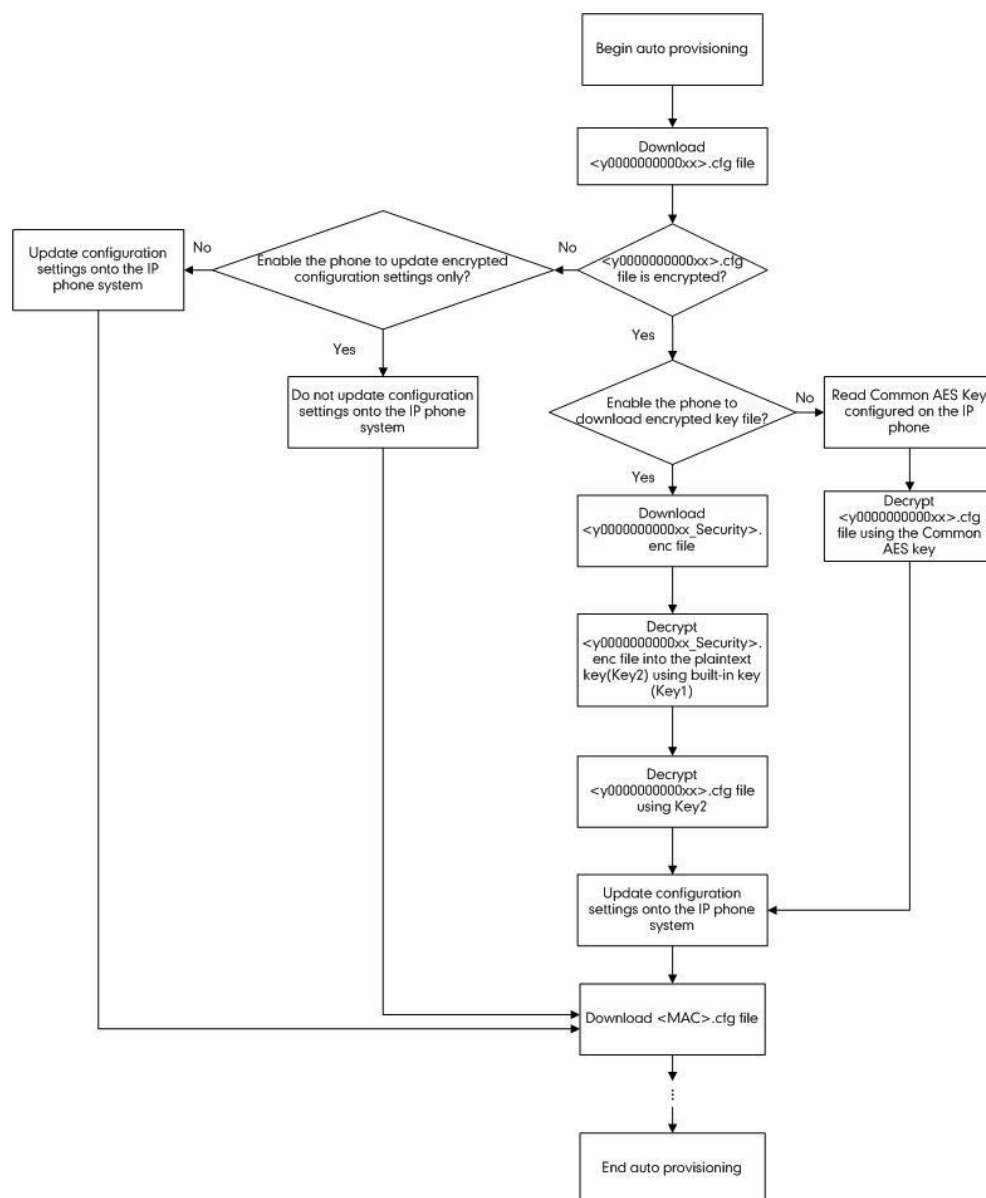 Begin auto provisioning
Download
<y0000000000xx>.cfg file
Update configuration
settings onto the IP
phone system
No
Enable the phone to update encrypted
configuration settings only?
No
<y0000000000xx>.cfg
file is encrypted?
Yes
Yes
Do not update configuration
settings onto the IP phone
system
Enable the phone to
download encrypted key file?
No
Read Common AES Key
configured on the IP
phone
Yes
Download
<y0000000000xx_Security>.
enc file
Decrypt
<y0000000000xx>.cfg
file using the Common
AES key
Decrypt
<y0000000000xx_Security>.
enc file into the plaintext
key(Key2) using built-in key
(Key1)
Decrypt
<y0000000000xx>.cfg file
using Key2
Update configuration
settings onto the IP phone
system
Download <MAC>.cfg file
...
End auto provisioning